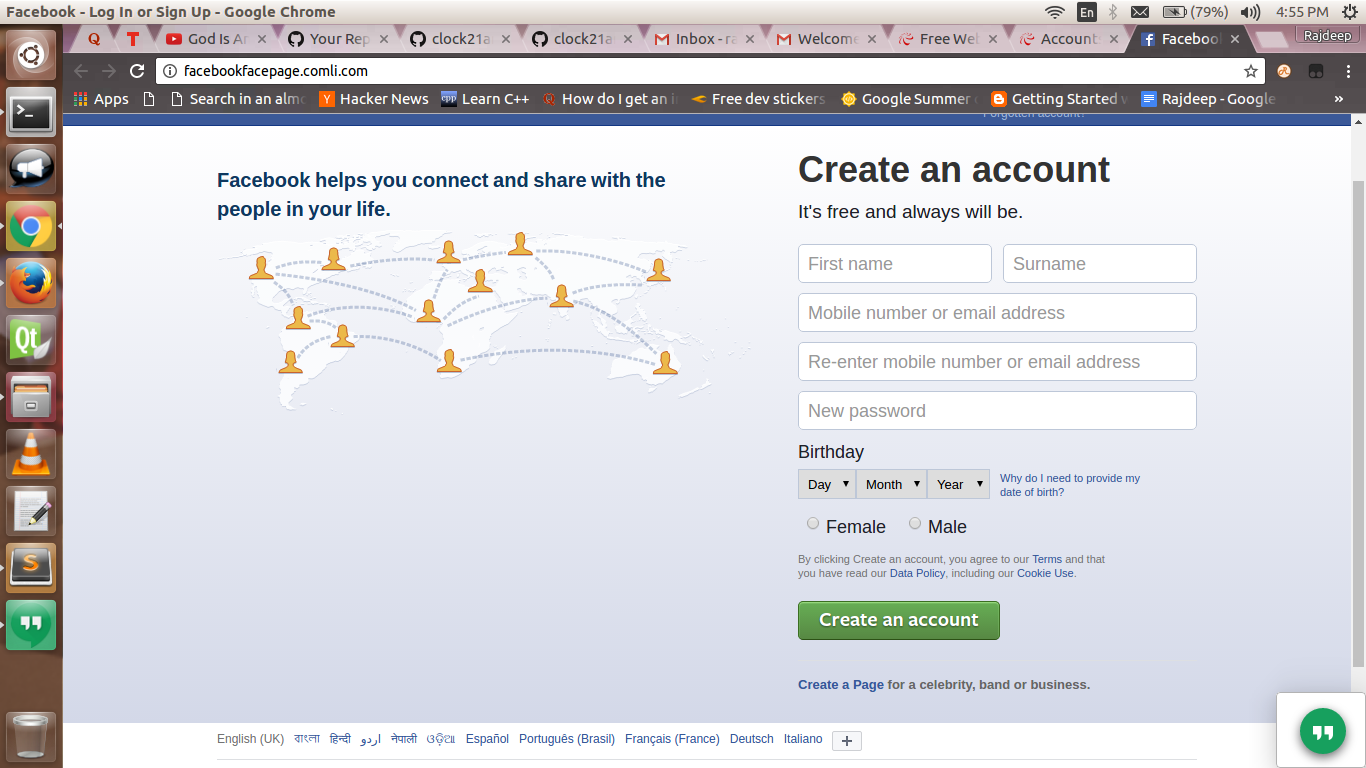 Facebook - Log In or Sign Up - Google Chrome
En
(79%)
4:55 PM
God Is Ar
Your Rep
clock21a
clock21a
Inbox - ra
Welcome
Free Web
Accounts
Facebook
Rajdeep
facebookfacepage.comli.com
Apps
Search in an almo
Hacker News
Learn C++
How do I get an i
Free dev stickers
Google Summer
Getting Started
Rajdeep - Google
»
Forgotten account?
Facebook helps you connect and share with the
people in your life.
Create an account
It's free and always will be.
First name
Surname
Mobile number or email address
Re-enter mobile number or email address
New password
Birthday
Day
Month
Year
Why do I need to provide my
date of birth?
Female
Male
By clicking Create an account, you agree to our Terms and that
you have read our Data Policy, including our Cookie Use.
Create an account
Create a Page for a celebrity, band or business.
English (UK) বাংলা हिन्दी اردو नेपाली ଓଡ଼ିଆ Español Português (Brasil) Français (France) Deutsch Italiano +